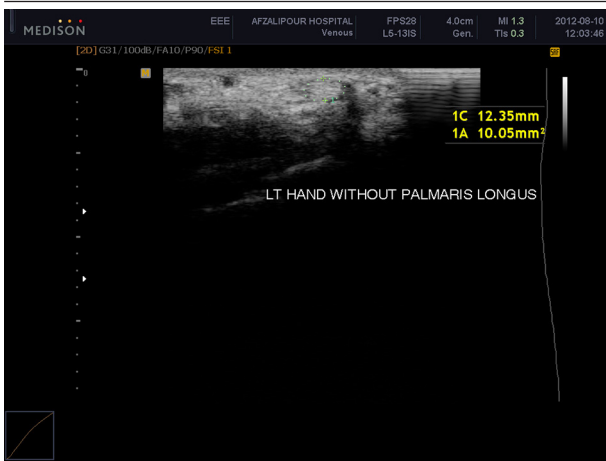 MEDISON
EEE AFZALIPOUR HOSPITAL FPS28 4.0cm MI 1.3 2012-08-10
Venous L5-13IS Gen. TIs 0.3 12:03:46
[2D] G31/100dB/FA10/P90/FSI 1
0
1C 12.35mm
1A 10.05mm²
LT HAND WITHOUT PALMARIS LONGUS